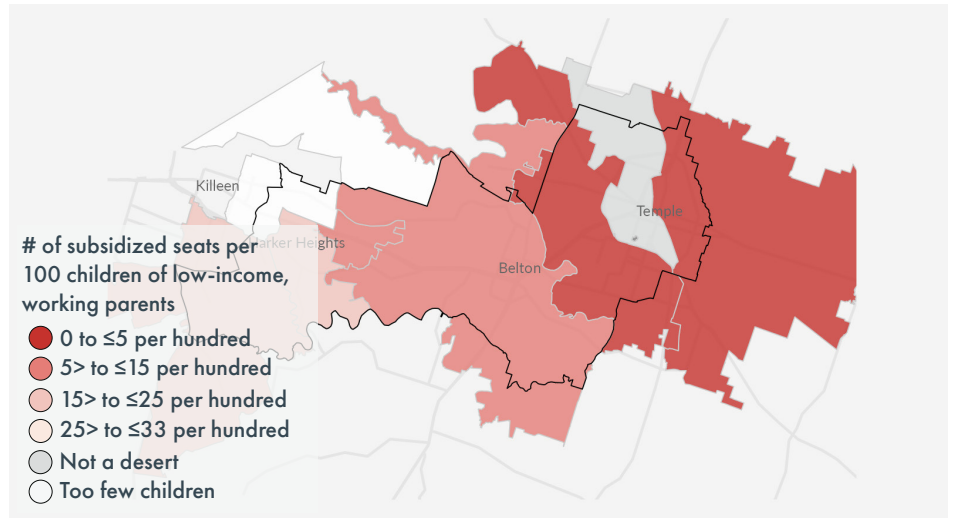 Killeen
Temple
Harker Heights
Belton
# of subsidized seats per
100 children of low-income,
working parents
0 to ≤5 per hundred
5> to ≤15 per hundred
15> to ≤25 per hundred
25> to ≤33 per hundred
Not a desert
Too few children